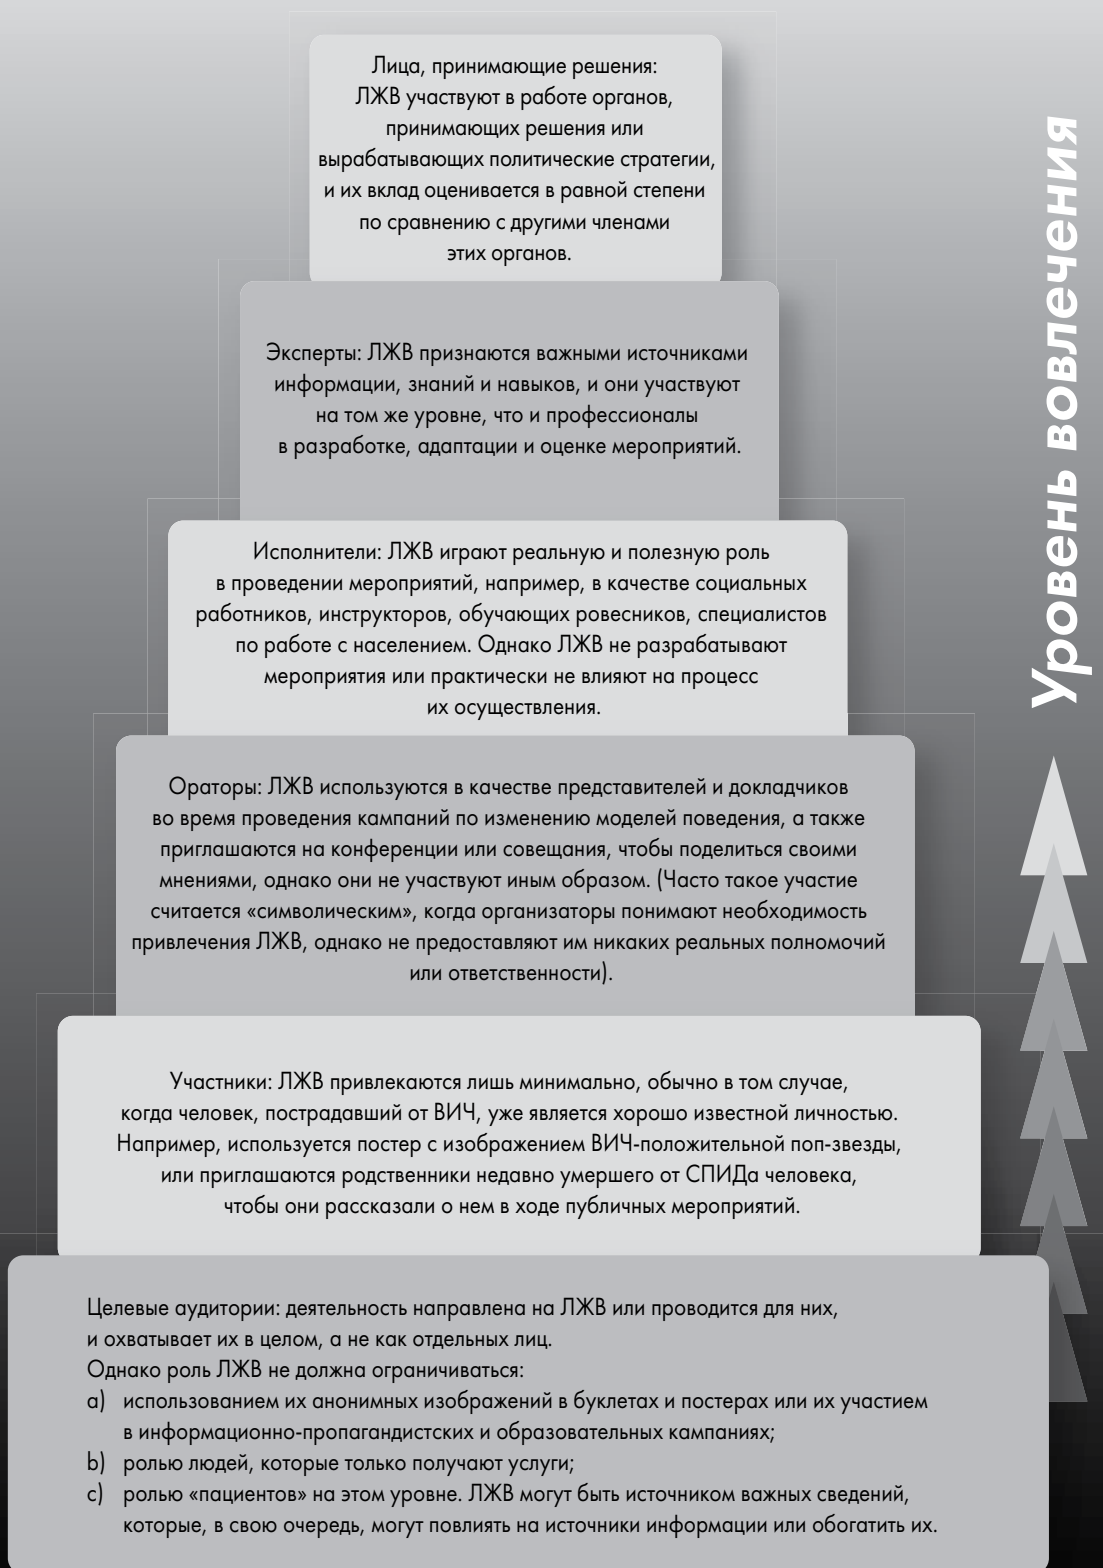 Лица, принимающие решения:
ЛЖВ участвуют в работе органов,
принимающих решения или
вырабатывающих политические стратегии,
и их вклад оценивается в равной степени
по сравнению с другими членами
этих органов.
Эксперты: ЛЖВ признаются важными источниками
информации, знаний и навыков, и они участвуют
на том же уровне, что и профессионалы
в разработке, адаптации и оценке мероприятий.
Исполнители: ЛЖВ играют реальную и полезную роль
в проведении мероприятий, например, в качестве социальных
работников, инструкторов, обучающих ровесников, специалистов
по работе с населением. Однако ЛЖВ не разрабатывают
мероприятия или практически не влияют на процесс
их осуществления.
Ораторы: ЛЖВ используются в качестве представителей и докладчиков
во время проведения кампаний по изменению моделей поведения, а также
приглашаются на конференции или совещания, чтобы поделиться своими
мнениями, однако они не участвуют иным образом. (Часто такое участие
считается «символическим», когда организаторы понимают необходимость
привлечения ЛЖВ, однако не предоставляют им никаких реальных полномочий
или ответственности).
Участники: ЛЖВ привлекаются лишь минимально, обычно в том случае,
когда человек, пострадавший от ВИЧ, уже является хорошо известной личностью.
Например, используется постер с изображением ВИЧ-положительной поп-звезды,
или приглашаются родственники недавно умершего от СПИДа человека,
чтобы они рассказали о нем в ходе публичных мероприятий.
Целевые аудитории: деятельность направлена на ЛЖВ или проводится для них,
и охватывает их в целом, а не как отдельных лиц.
Однако роль ЛЖВ не должна ограничиваться:
a) использованием их анонимных изображений в буклетах и постерах или их участием
в информационно-пропагандистских и образовательных кампаниях;
b) ролью людей, которые только получают услуги;
c) ролью «пациентов» на этом уровне. ЛЖВ могут быть источником важных сведений,
которые, в свою очередь, могут повлиять на источники информации или обогатить их.
Уровень вовлечения